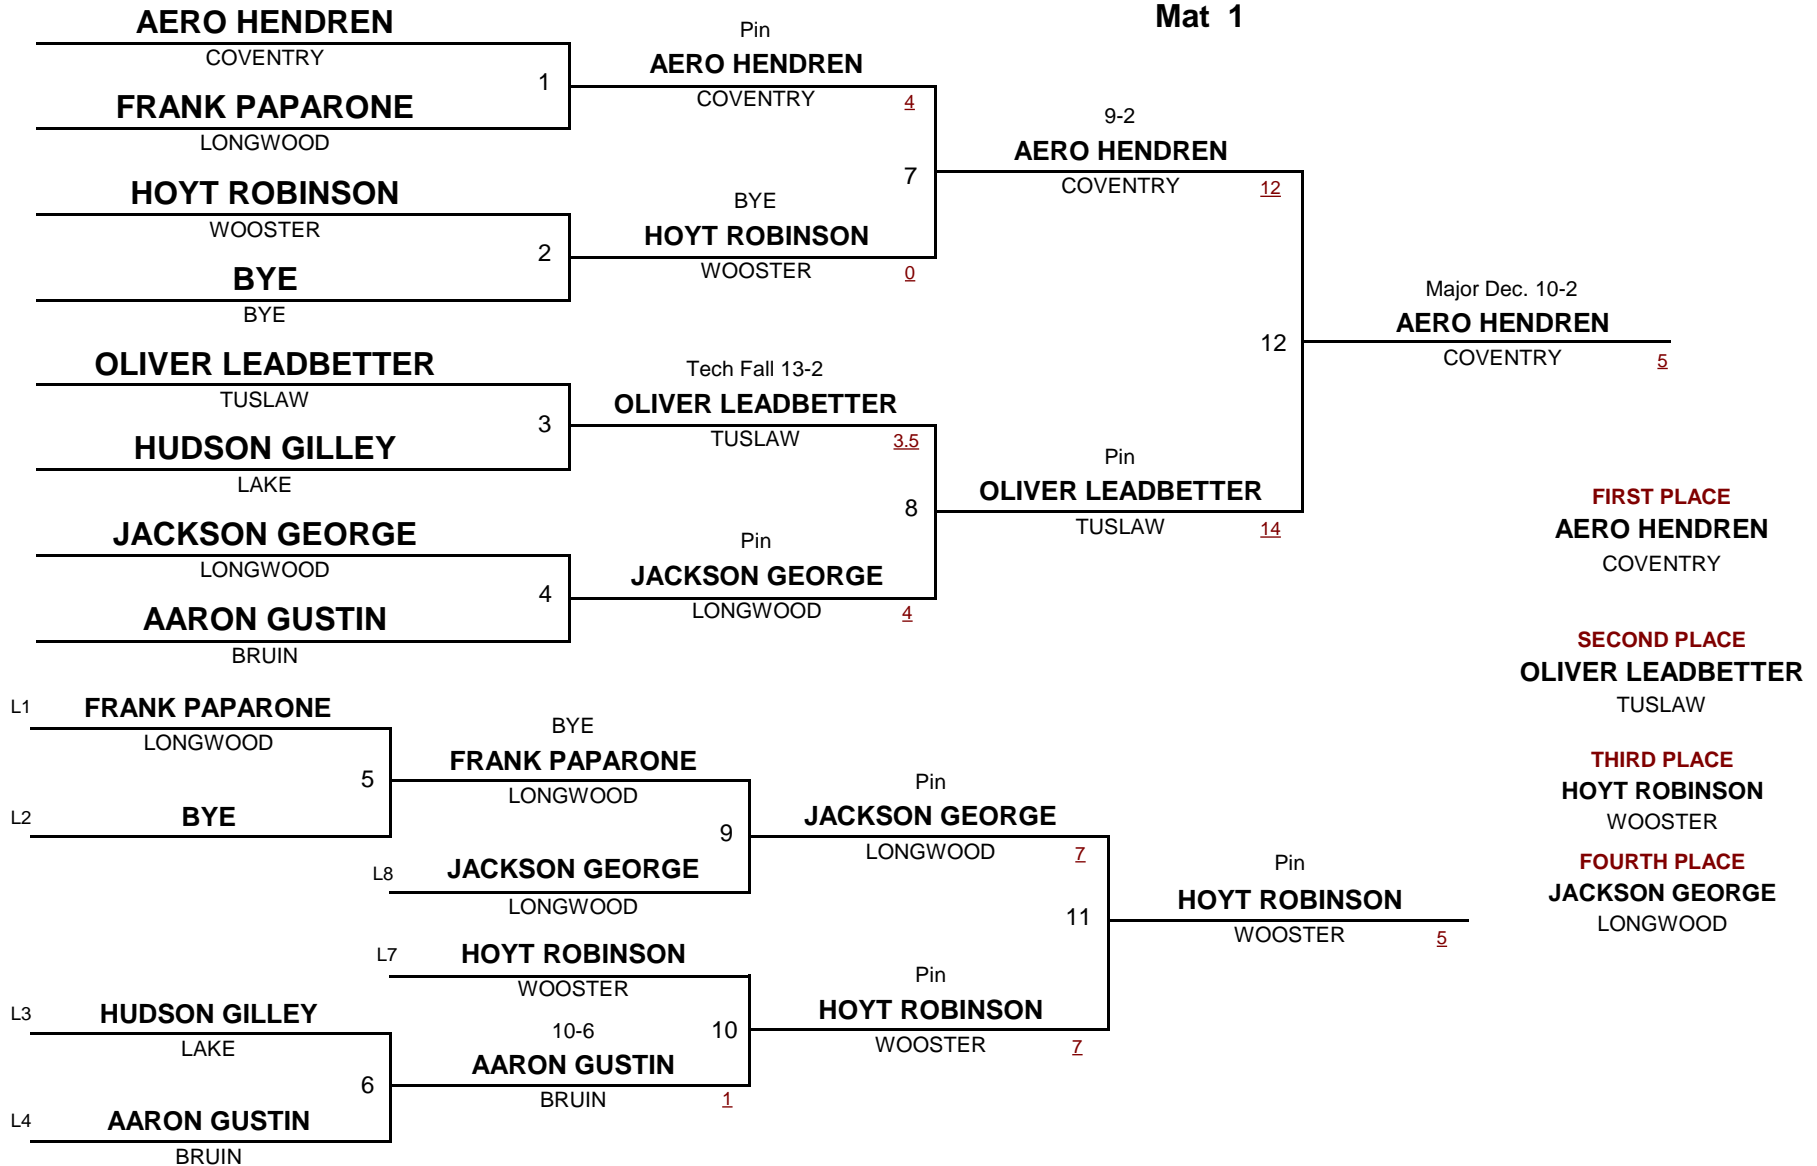 Mat 1
AERO HENDREN
COVENTRY
1
FRANK PAPARONE
LONGWOOD
HOYT ROBINSON
WOOSTER
2
BYE
BYE
OLIVER LEADBETTER
TUSLAW
3
HUDSON GILLEY
LAKE
JACKSON GEORGE
LONGWOOD
4
AARON GUSTIN
BRUIN
Pin
AERO HENDREN
COVENTRY 4
7
BYE
HOYT ROBINSON
WOOSTER 0
Tech Fall 13-2
OLIVER LEADBETTER
TUSLAW 3.5
8
Pin
JACKSON GEORGE
LONGWOOD 4
9-2
AERO HENDREN
COVENTRY 12
12
Pin
OLIVER LEADBETTER
TUSLAW 14
Major Dec. 10-2
AERO HENDREN
COVENTRY 5
FIRST PLACE
AERO HENDREN
COVENTRY
SECOND PLACE
OLIVER LEADBETTER
TUSLAW
THIRD PLACE
HOYT ROBINSON
WOOSTER
FOURTH PLACE
JACKSON GEORGE
LONGWOOD
L1 FRANK PAPARONE
LONGWOOD
5
L2 BYE
L3 HUDSON GILLEY
LAKE
6
L4 AARON GUSTIN
BRUIN
BYE
FRANK PAPARONE
LONGWOOD
9
L8 JACKSON GEORGE
LONGWOOD
L7 HOYT ROBINSON
WOOSTER
10-6 10
AARON GUSTIN
BRUIN 1
Pin
JACKSON GEORGE
LONGWOOD 7
11
Pin
HOYT ROBINSON
WOOSTER 7
Pin
HOYT ROBINSON
WOOSTER 5